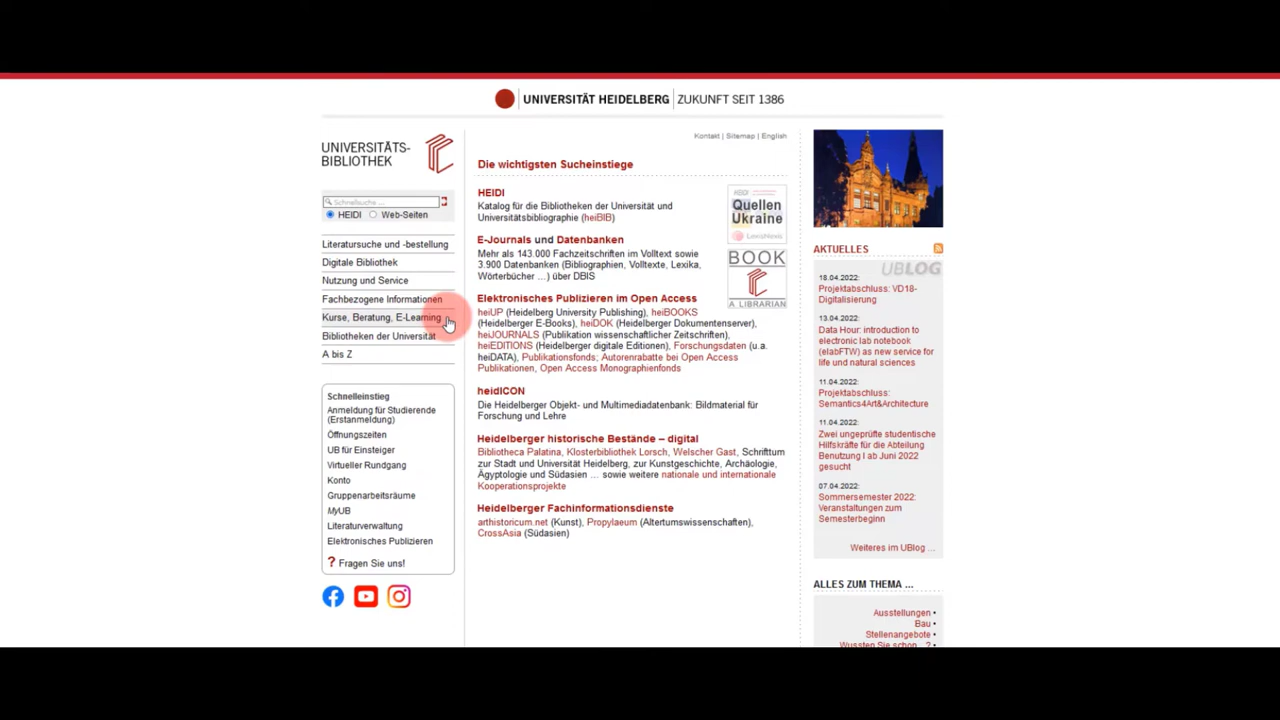 UNIVERSITÄT HEIDELBERG
ZUKUNFT SEIT 1386
Kontakt | Sitemap | English
UNIVERSITÄTS-
BIBLIOTHEK
Schnellsuche ...
HEIDI
Web-Seiten
Literatursuche und -bestellung
Digitale Bibliothek
Nutzung und Service
Fachbezogene Informationen
Kurse, Beratung, E-Learning
Bibliotheken der Universität
A bis Z
Schnelleinstieg
Anmeldung für Studierende
(Erstanmeldung)
Öffnungszeiten
UB für Einsteiger
Virtueller Rundgang
Konto
Gruppenarbeitsräume
MyUB
Literaturverwaltung
Elektronisches Publizieren
? Fragen Sie uns!
Die wichtigsten Sucheinstiege
HEIDI
Katalog für die Bibliotheken der Universität und
Universitätsbibliographie (heiBIB)
E-Journals und Datenbanken
Mehr als 143.000 Fachzeitschriften im Volltext sowie
3.900 Datenbanken (Bibliographien, Volltexte, Lexika,
Wörterbücher ...) über DBIS
Elektronisches Publizieren im Open Access
heiUP (Heidelberg University Publishing), heiBOOKS
(Heidelberger E-Books), heiDOK (Heidelberger Dokumentenserver),
heiJOURNALS (Publikation wissenschaftlicher Zeitschriften),
heiEDITIONS (Heidelberger digitale Editionen), Forschungsdaten (u.a.
heiDATA), Publikationsfonds; Autorenrabatte bei Open Access
Publikationen, Open Access Monographienfonds
heidICON
Die Heidelberger Objekt- und Multimediadatenbank: Bildmaterial für
Forschung und Lehre
Heidelberger historische Bestände – digital
Bibliotheca Palatina, Klosterbibliothek Lorsch, Welscher Gast, Schrifttum
zur Stadt und Universität Heidelberg, zur Kunstgeschichte, Archäologie,
Ägyptologie und Südasien ... sowie weitere nationale und internationale
Kooperationsprojekte
Heidelberger Fachinformationsdienste
arthistoricum.net (Kunst), Propylaeum (Altertumswissenschaften),
CrossAsia (Südasien)
HEIDI
Quellen
Ukraine
LexisNexis
BOOK
A LIBRARIAN
AKTUELLES
UBLOG
18.04.2022:
Projektabschluss: VD18-
Digitalisierung
13.04.2022:
Data Hour: introduction to
electronic lab notebook
(elabFTW) as new service for
life und natural sciences
11.04.2022:
Projektabschluss:
Semantics4Art&Architecture
11.04.2022:
Zwei ungeprüfte studentische
Hilfskräfte für die Abteilung
Benutzung I ab Juni 2022
gesucht
07.04.2022:
Sommersemester 2022:
Veranstaltungen zum
Semesterbeginn
Weiteres im UBlog ...
ALLES ZUM THEMA ...
Ausstellungen •
Bau •
Stellenangebote •
Wussten Sie schon...? •